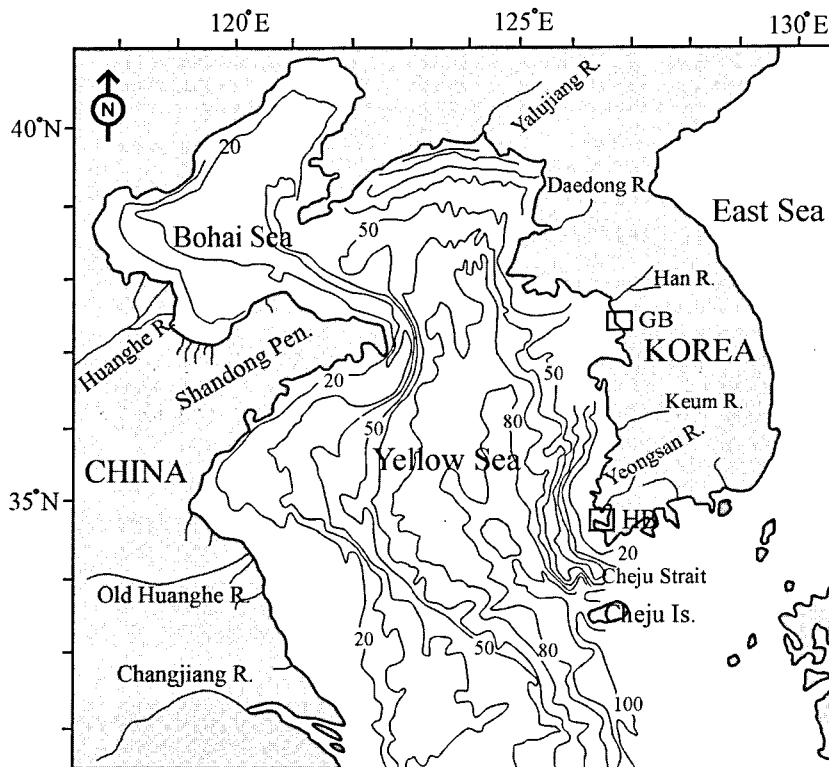 120°E
125°E
130°E
N
40°N
Yalujiang R.
20
Daedong R.
East Sea
50
Bohai Sea
Han R.
GB
Huanghe R.
Shandong Pen.
KOREA
20
50
Keum R.
80
50
CHINA
Yellow Sea
Yeongsan R.
35°N
HB
20
Cheju Strait
Old Huanghe R.
Cheju Is.
20
50
80
Changjiang R.
100